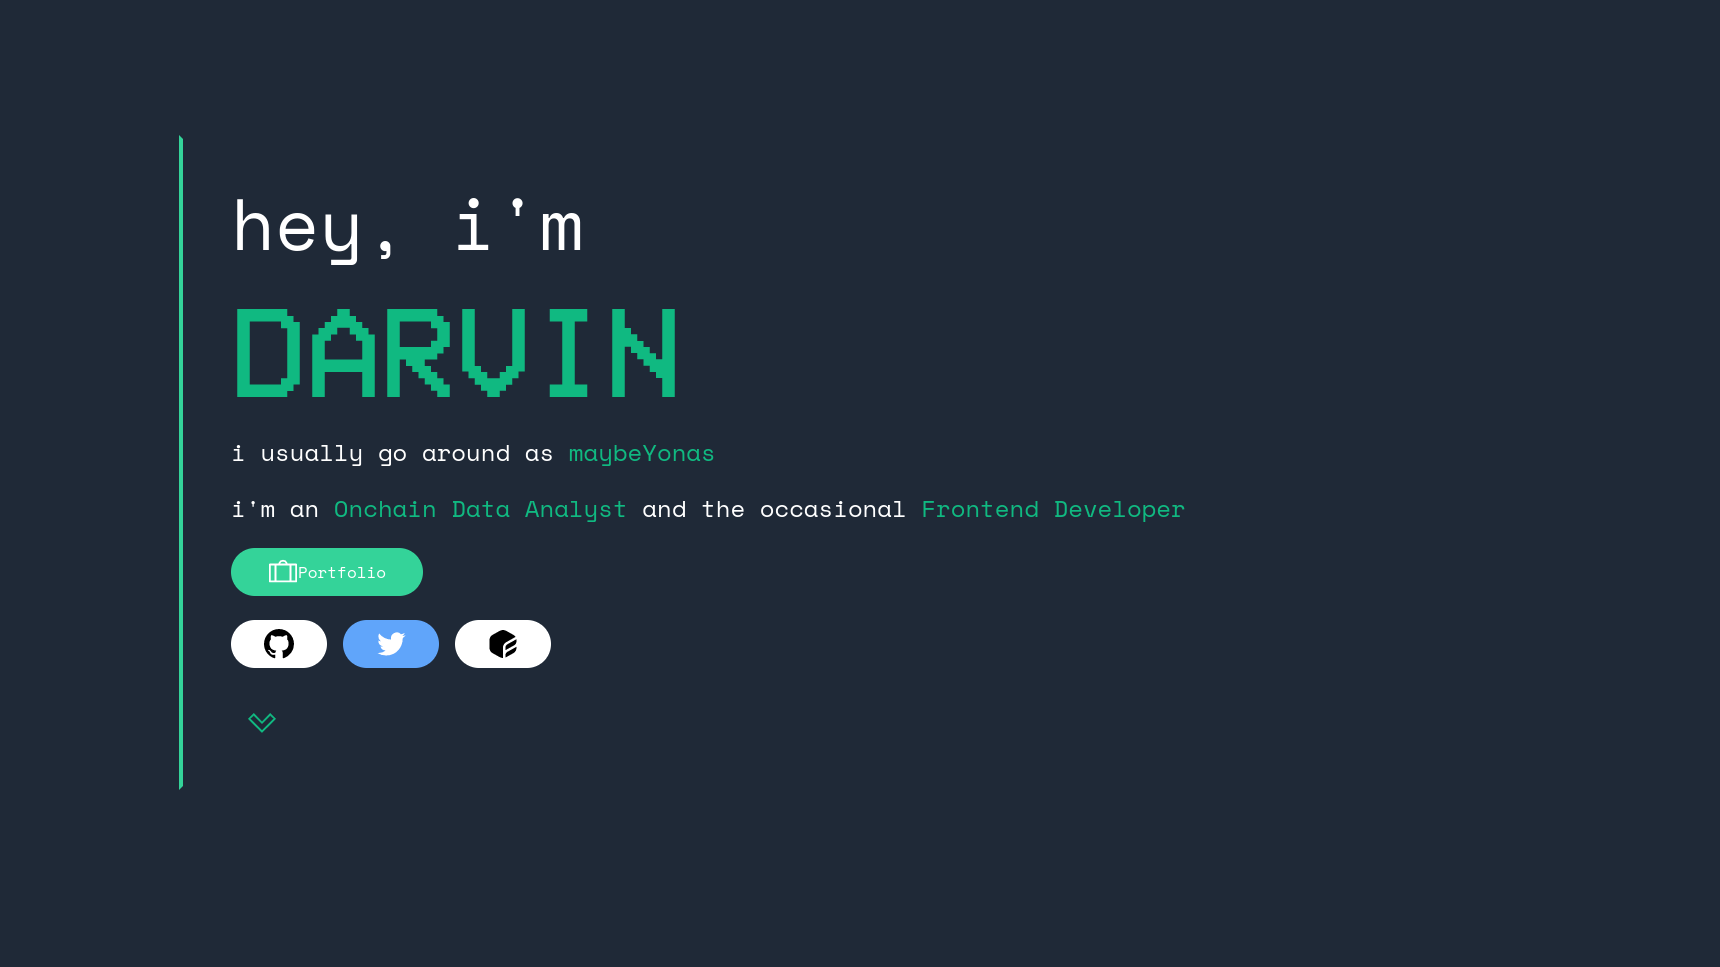 hey, i'm
DARVIN
i usually go around as maybeYonas
i'm an Onchain Data Analyst and the occasional Frontend Developer
Portfolio